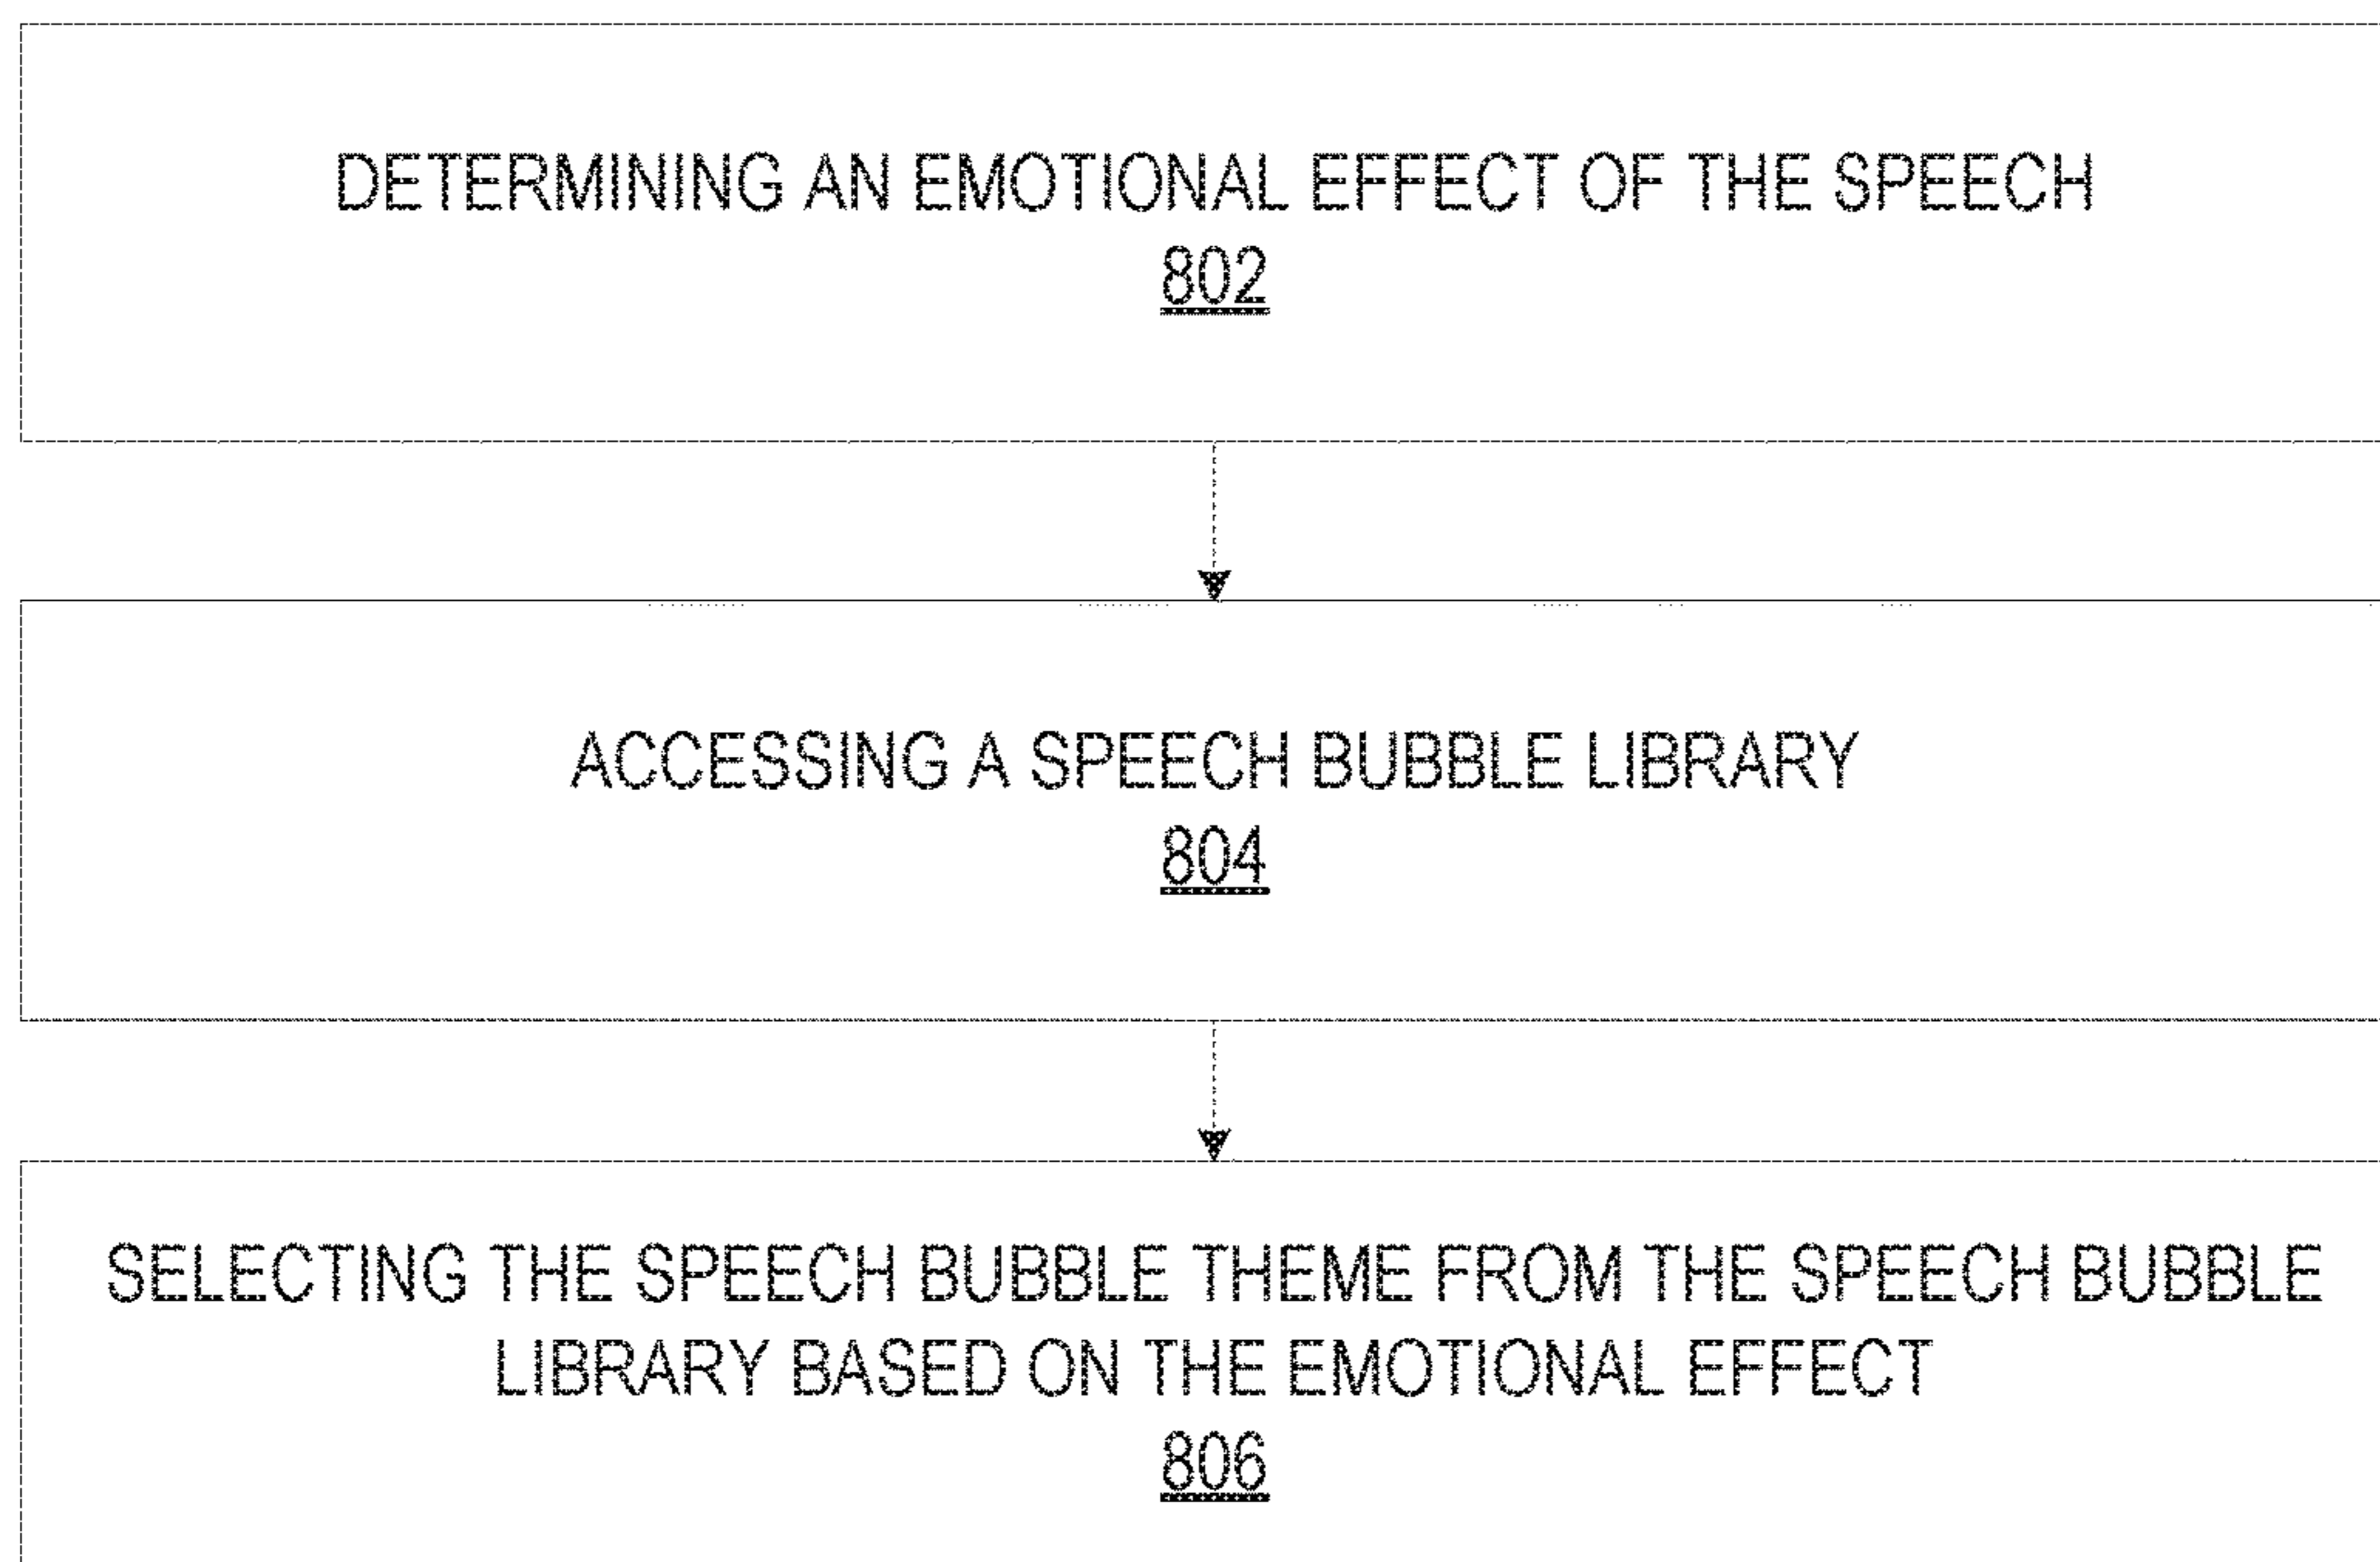 DETERMINING AN EMOTIONAL EFFECT OF THE SPEECH
802
ACCESSING A SPEECH BUBBLE LIBRARY
804
SELECTING THE SPEECH BUBBLE THEME FROM THE SPEECH BUBBLE
LIBRARY BASED ON THE EMOTIONAL EFFECT
806